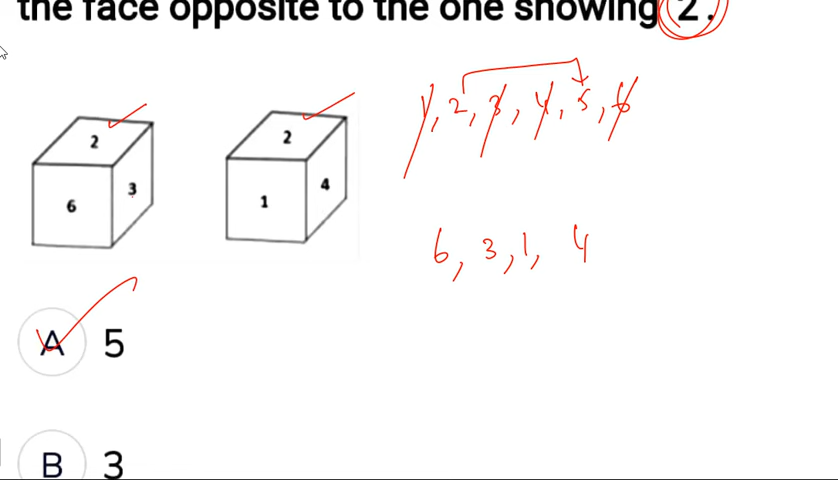 the face opposite to the one showing 2.
1, 2, 3, 4, 5, 6
2
6
3
2
1
4
6, 3, 1, 4
A 5
B 3